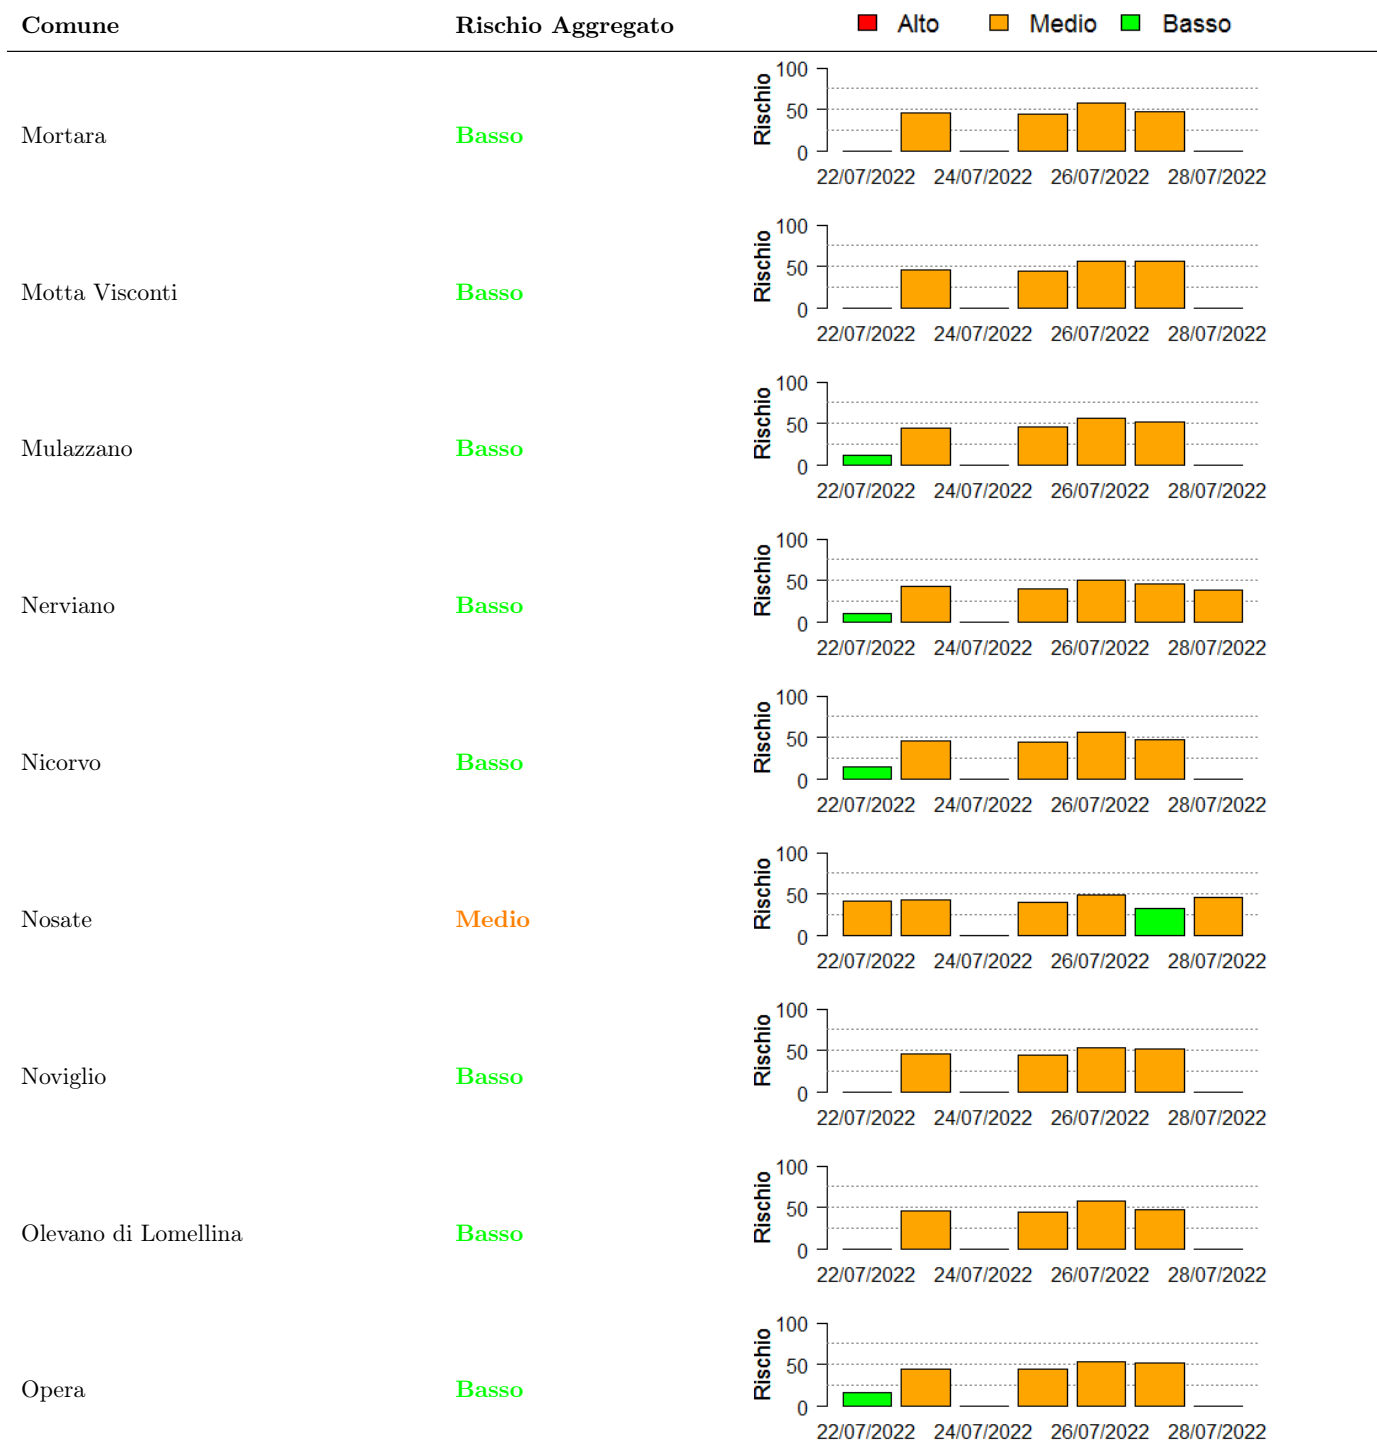 Comune Rischio Aggregato Alto Medio Basso
100
50
0
Rischio
Mortara Basso
22/07/2022 24/07/2022 26/07/2022 28/07/2022
100
50
0
Rischio
Motta Visconti Basso
22/07/2022 24/07/2022 26/07/2022 28/07/2022
100
50
0
Rischio
Mulazzano Basso
22/07/2022 24/07/2022 26/07/2022 28/07/2022
100
50
0
Rischio
Nerviano Basso
22/07/2022 24/07/2022 26/07/2022 28/07/2022
100
50
0
Rischio
Nicorvo Basso
22/07/2022 24/07/2022 26/07/2022 28/07/2022
100
50
0
Rischio
Nosate Medio
22/07/2022 24/07/2022 26/07/2022 28/07/2022
100
50
0
Rischio
Noviglio Basso
22/07/2022 24/07/2022 26/07/2022 28/07/2022
100
50
0
Rischio
Olevano di Lomellina Basso
22/07/2022 24/07/2022 26/07/2022 28/07/2022
100
50
0
Rischio
Opera Basso
22/07/2022 24/07/2022 26/07/2022 28/07/2022